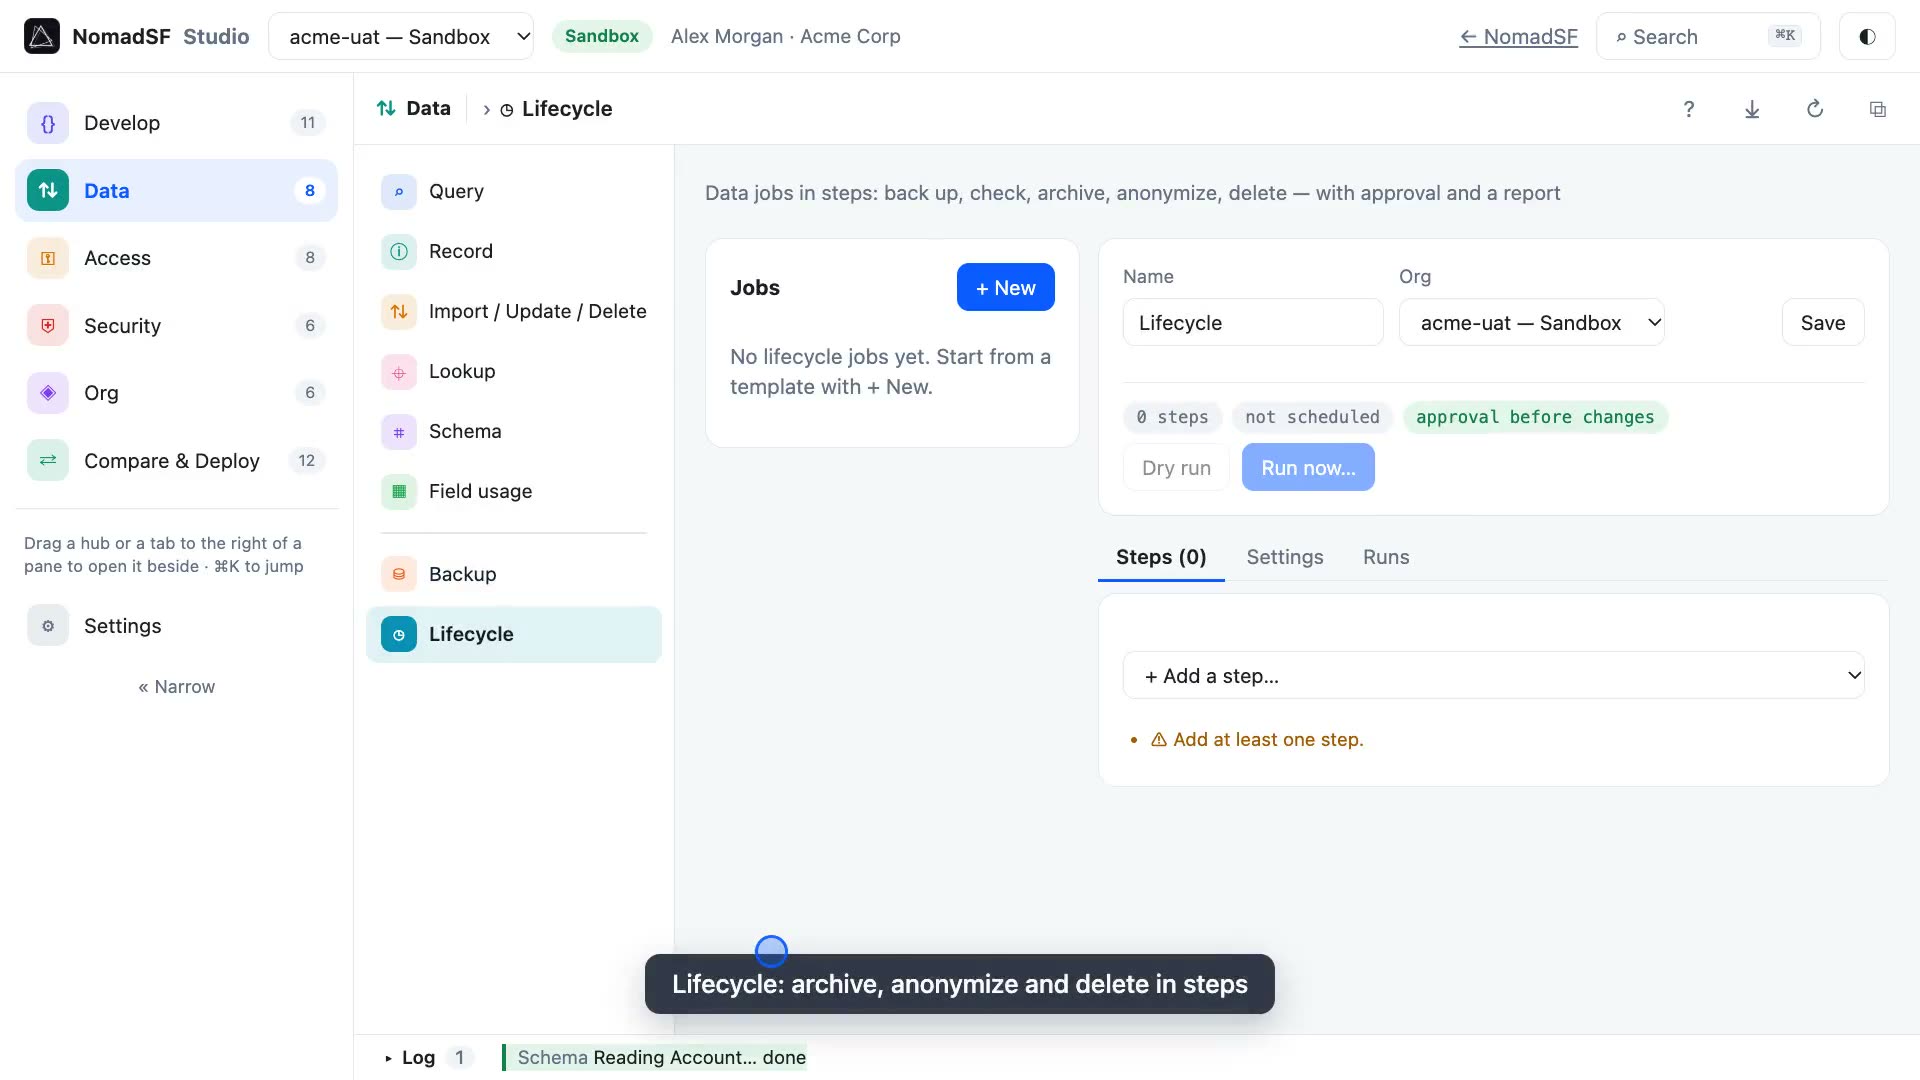 NomadSF Studio
acme-uat — Sandbox
Sandbox
Alex Morgan · Acme Corp
← NomadSF
Search
⌘K
Develop
11
Data
8
Access
8
Security
6
Org
6
Compare & Deploy
12
Drag a hub or a tab to the right of a
pane to open it beside · ⌘K to jump
Settings
« Narrow
Data
› Lifecycle
?
Query
Record
Import / Update / Delete
Lookup
Schema
Field usage
Backup
Lifecycle
Data jobs in steps: back up, check, archive, anonymize, delete — with approval and a report
Jobs
+ New
No lifecycle jobs yet. Start from a
template with + New.
Name
Org
Lifecycle
acme-uat — Sandbox
Save
0 steps
not scheduled
approval before changes
Dry run
Run now...
Steps (0)
Settings
Runs
+ Add a step...
• ⚠ Add at least one step.
Lifecycle: archive, anonymize and delete in steps
▸ Log 1
Schema Reading Account... done